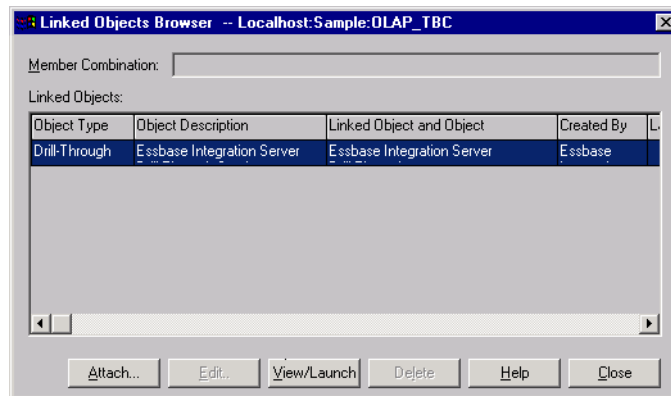 Linked Objects Browser -- Localhost:Sample:OLAP_TBC
Member Combination:
Linked Objects:
Object Type Object Description Linked Object and Object Created By
Drill-Through Essbase Integration Server Essbase Integration Server Essbase
Attach... Edit.. View/Launch Delete Help Close